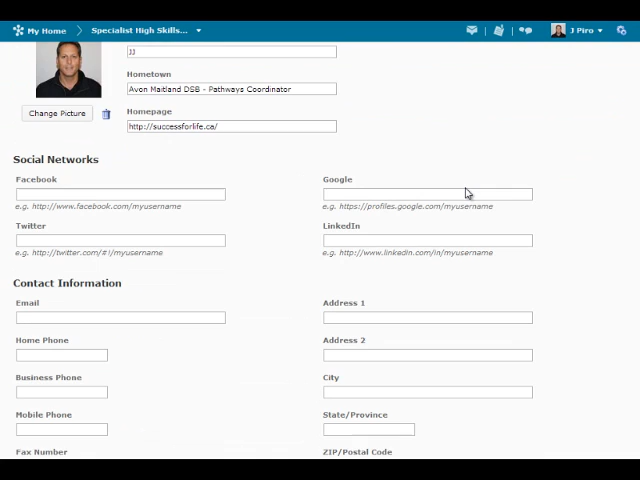 My Home
Specialist High Skills...
J Piro
JJ
Hometown
Avon Maitland DSB - Pathways Coordinator
Change Picture
Homepage
http://successforlife.ca/
Social Networks
Facebook
Google
e.g. http://www.facebook.com/myusername
e.g. https://profiles.google.com/myusername
Twitter
LinkedIn
e.g. http://twitter.com/#!/myusername
e.g. http://www.linkedin.com/in/myusername
Contact Information
Email
Address 1
Home Phone
Address 2
Business Phone
City
Mobile Phone
State/Province
Fax Number
ZIP/Postal Code